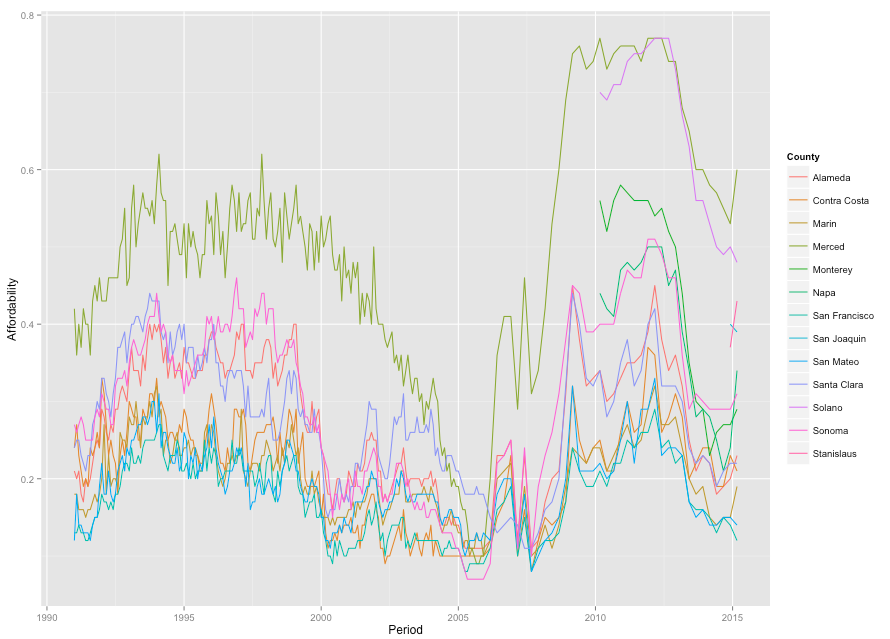 0.8
0.6
0.4
0.2
Affordability
1990
1995
2000
2005
2010
2015
Period
County
Alameda
Contra Costa
Marin
Merced
Monterey
Napa
San Francisco
San Joaquin
San Mateo
Santa Clara
Solano
Sonoma
Stanislaus